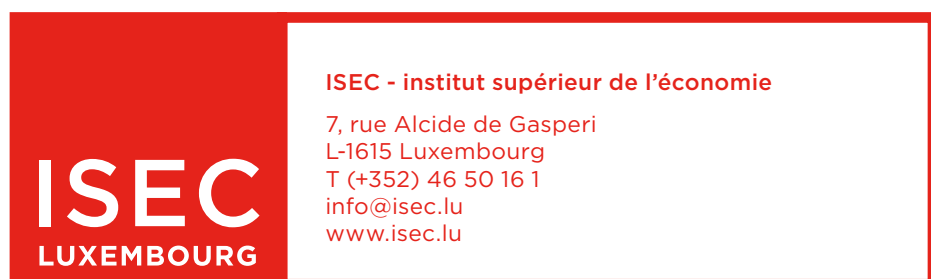 ISEC
LUXEMBOURG
ISEC - institut supérieur de l’économie
7, rue Alcide de Gasperi
L-1615 Luxembourg
T (+352) 46 50 16 1
info@isec.lu
www.isec.lu